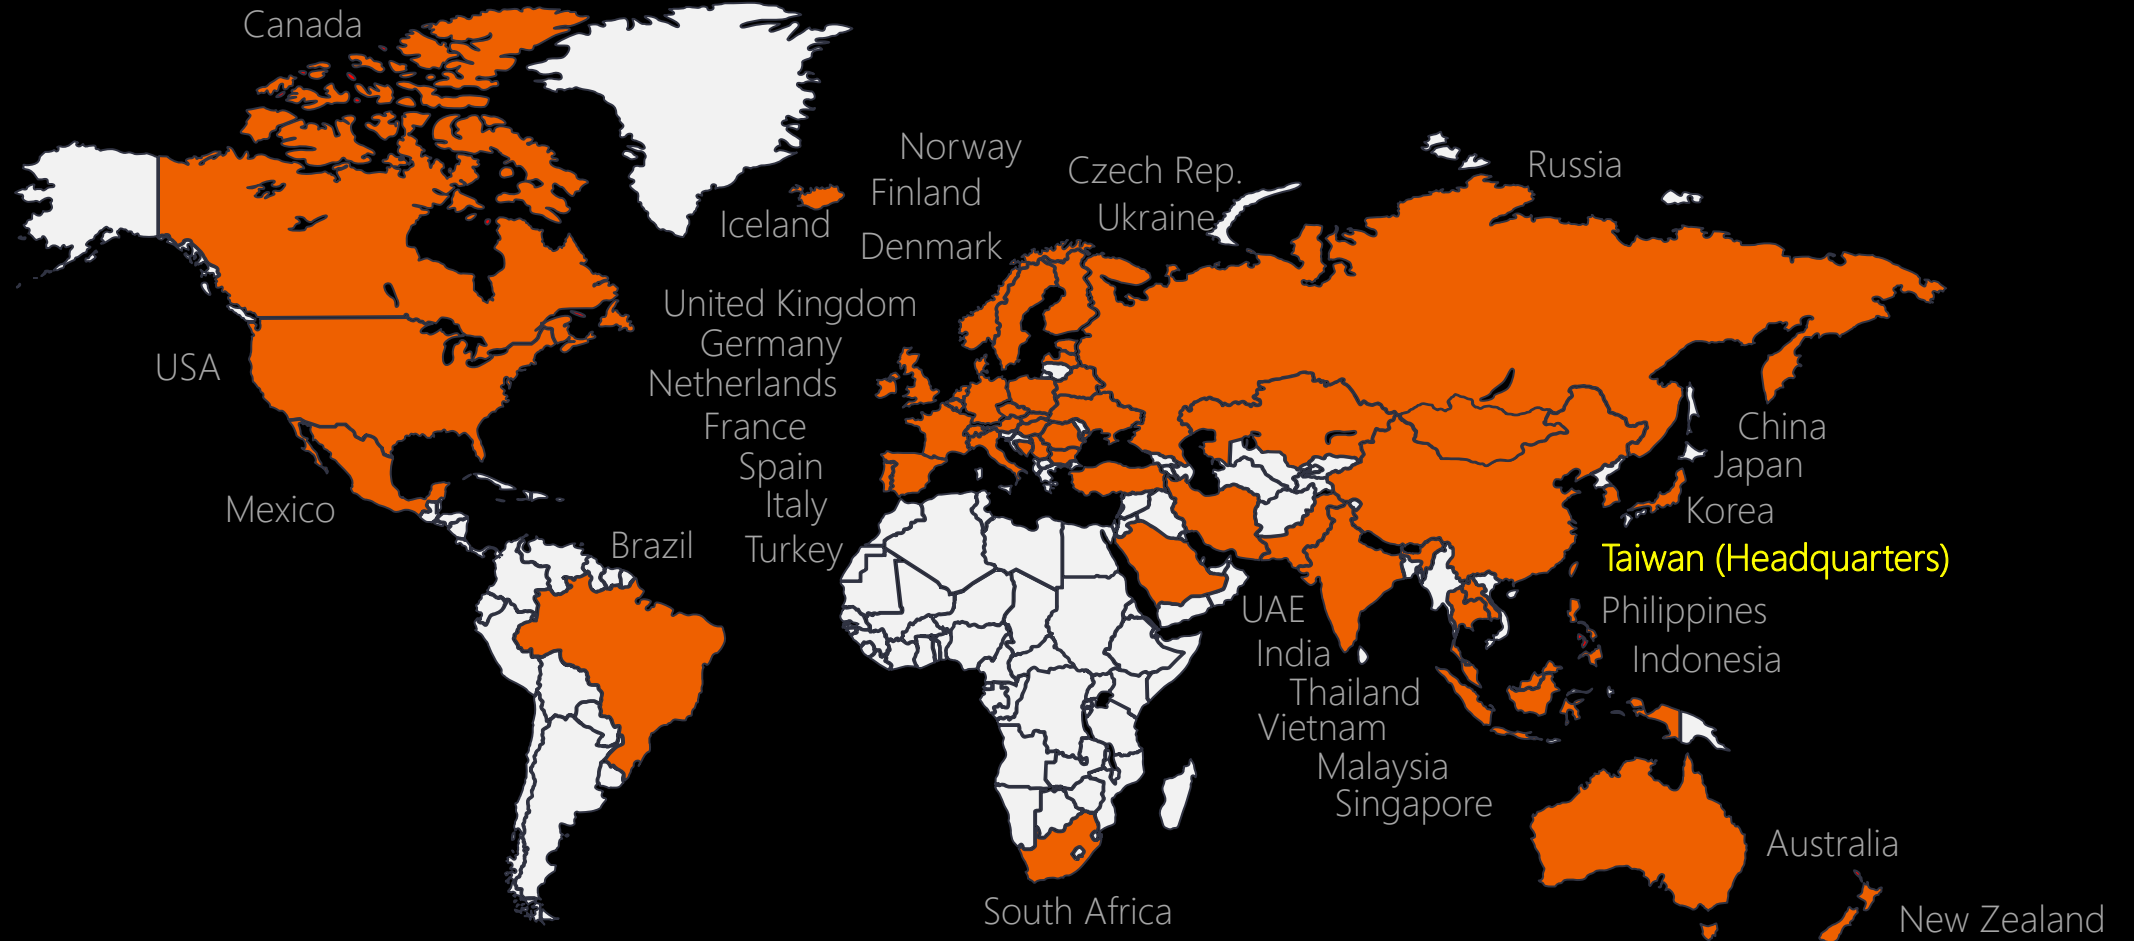 Canada
Norway
Czech Rep.
Russia
Finland
Iceland
Ukraine
Denmark
United Kingdom
Germany
USA
Netherlands
France
China
Spain
Japan
Italy
Mexico
Korea
Brazil
Turkey
Taiwan (Headquarters)
UAE
Philippines
India
Indonesia
Thailand
Vietnam
Malaysia
Singapore
Australia
South Africa
New Zealand